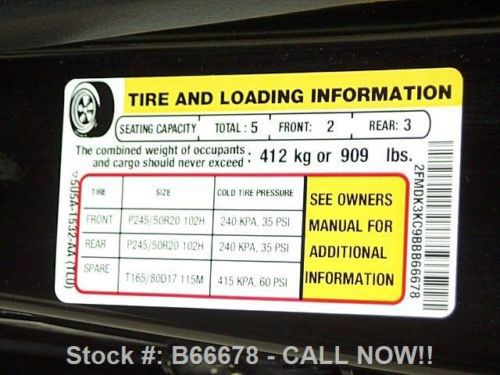 TIRE AND LOADING INFORMATION
SEATING CAPACITY TOTAL : 5 FRONT: 2 REAR: 3
The combined weight of occupants
and cargo should never exceed : 412 kg or 909 lbs.
TIRE SIZE COLD TIRE PRESSURE
FRONT P245/50R20 102H 240 KPA, 35 PSI
REAR P245/50R20 102H 240 KPA, 35 PSI
SPARE T165/80D17 115M 415 KPA, 60 PSI
SEE OWNERS
MANUAL FOR
ADDITIONAL
INFORMATION
2FMDK3KC9BBB66678
Stock #: B66678 - CALL NOW!!